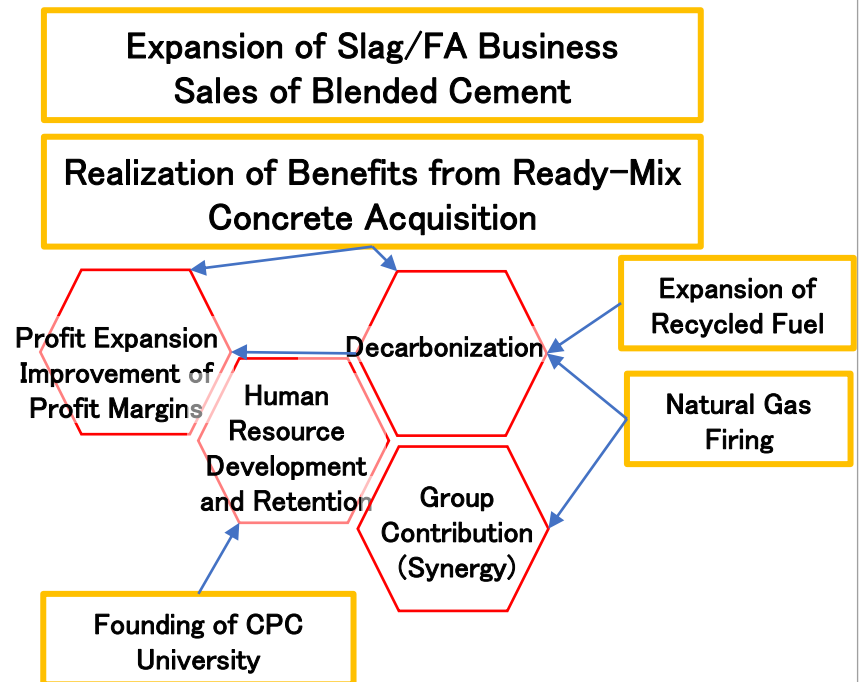 Expansion of Slag/FA Business
Sales of Blended Cement
Realization of Benefits from Ready-Mix
Concrete Acquisition
Expansion of
Recycled Fuel
Profit Expansion
Improvement of
Profit Margins
Decarbonization
Human
Resource
Development
and Retention
Natural Gas
Firing
Group
Contribution
(Synergy)
Founding of CPC
University